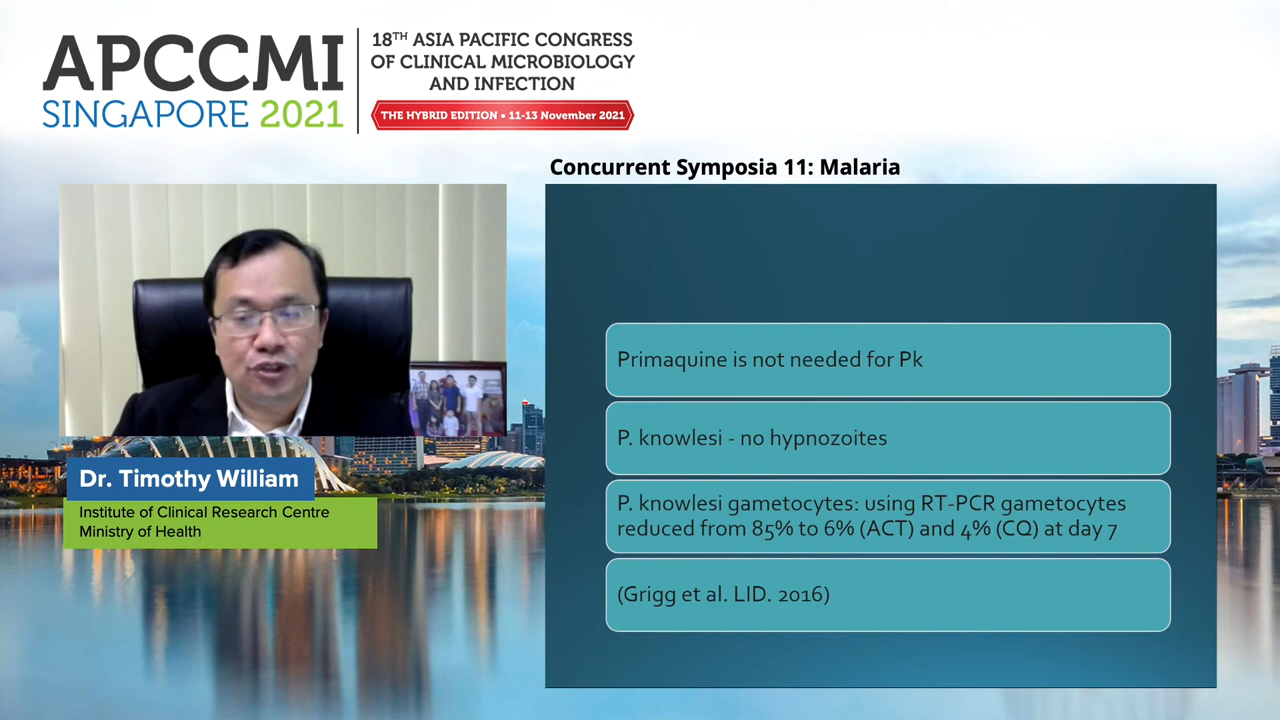 APCCMI
SINGAPORE 2021
18TH ASIA PACIFIC CONGRESS
OF CLINICAL MICROBIOLOGY
AND INFECTION
THE HYBRID EDITION • 11-13 November 2021
Concurrent Symposia 11: Malaria
Dr. Timothy William
Institute of Clinical Research Centre
Ministry of Health
Primaquine is not needed for Pk
P. knowlesi - no hypnozoites
P. knowlesi gametocytes: using RT-PCR gametocytes
reduced from 85% to 6% (ACT) and 4% (CQ) at day 7
(Grigg et al. LID. 2016)